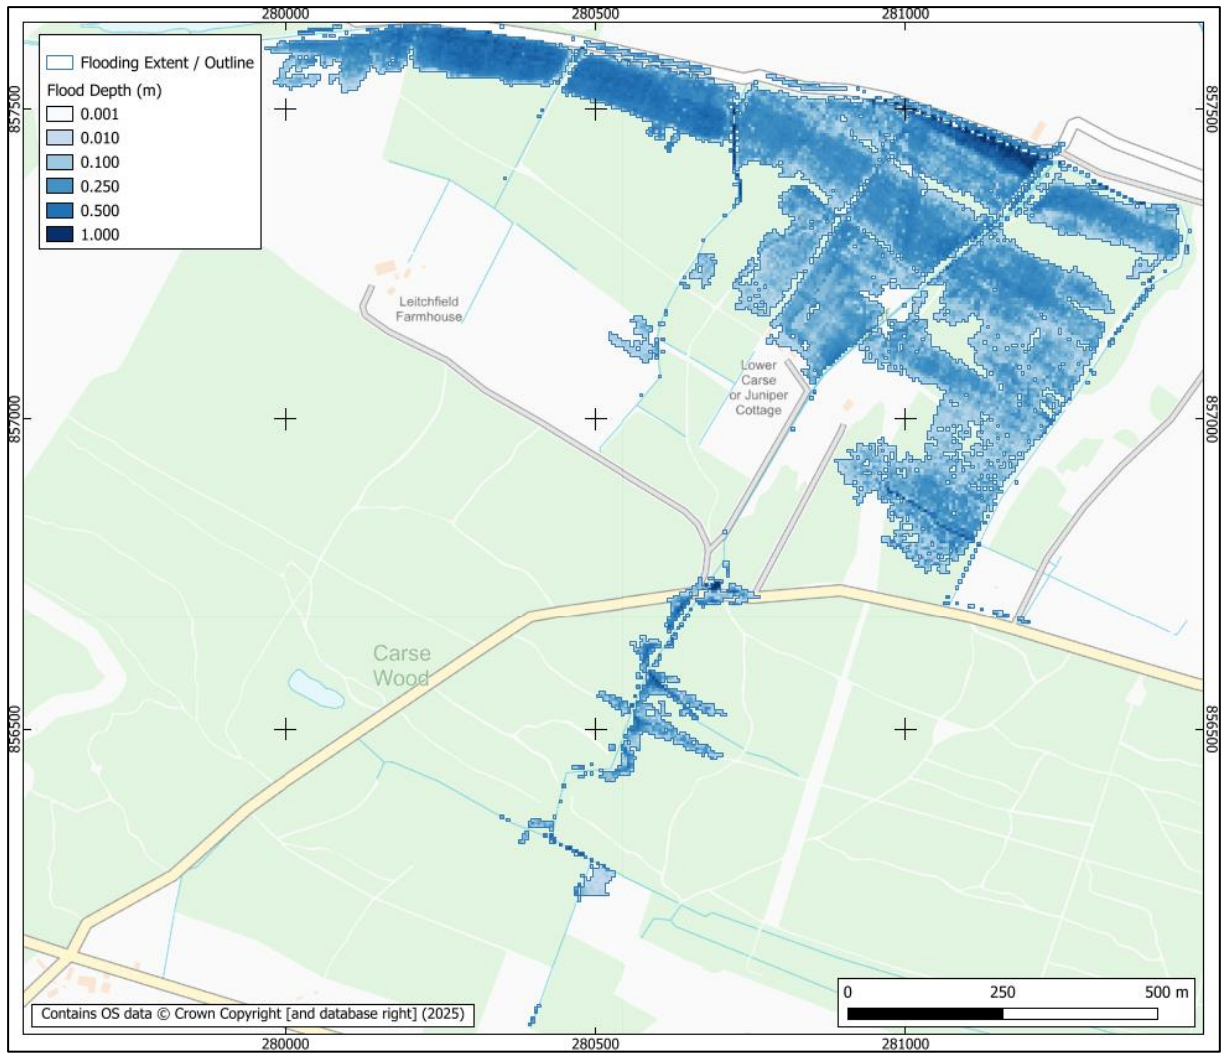 280000
280500
281000
Flooding Extent / Outline
Flood Depth (m)
0.001
0.010
0.100
0.250
0.500
1.000
857500
857500
Leitchfield
Farmhouse
Lower
Carse
or Juniper
Cottage
857000
857000
Carse
Wood
856500
856500
0 250 500 m
Contains OS data © Crown Copyright [and database right] (2025)
280000
280500
281000